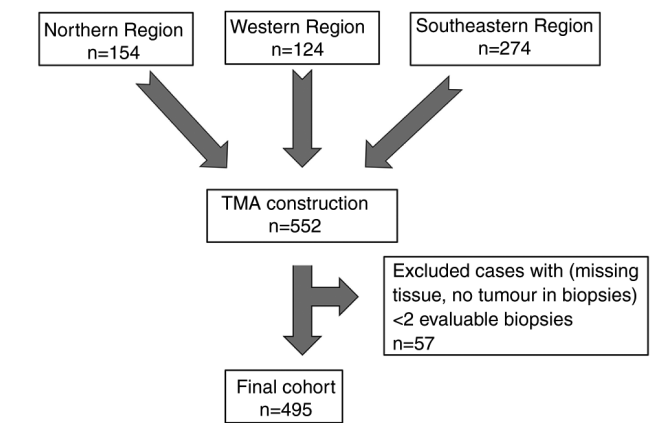 Northern Region
n=154
Western Region
n=124
Southeastern Region
n=274
TMA construction
n=552
Excluded cases with (missing
tissue, no tumour in biopsies)
<2 evaluable biopsies
n=57
Final cohort
n=495